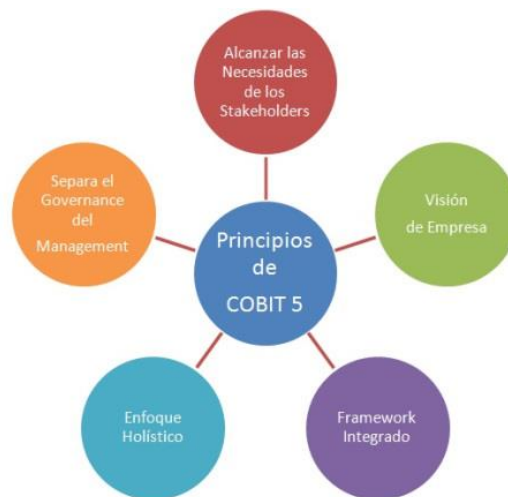 Alcanzar las
Necesidades
de los
Stakeholders
Separa el
Governance
del
Management
Visión
de Empresa
Principios
de
COBIT 5
Enfoque
Holístico
Framework
Integrado